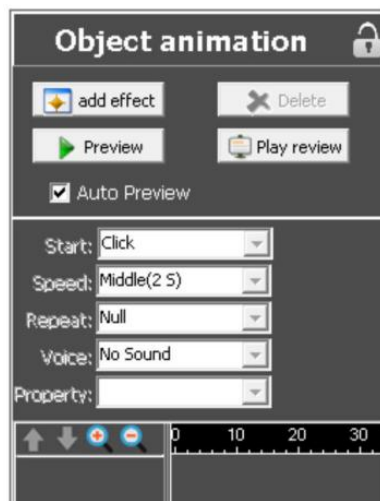 Object animation
add effect Delete
Preview Play review
Auto Preview
Start: Click
Speed: Middle(2 S)
Repeat: Null
Voice: No Sound
Property:
0 10 20 30